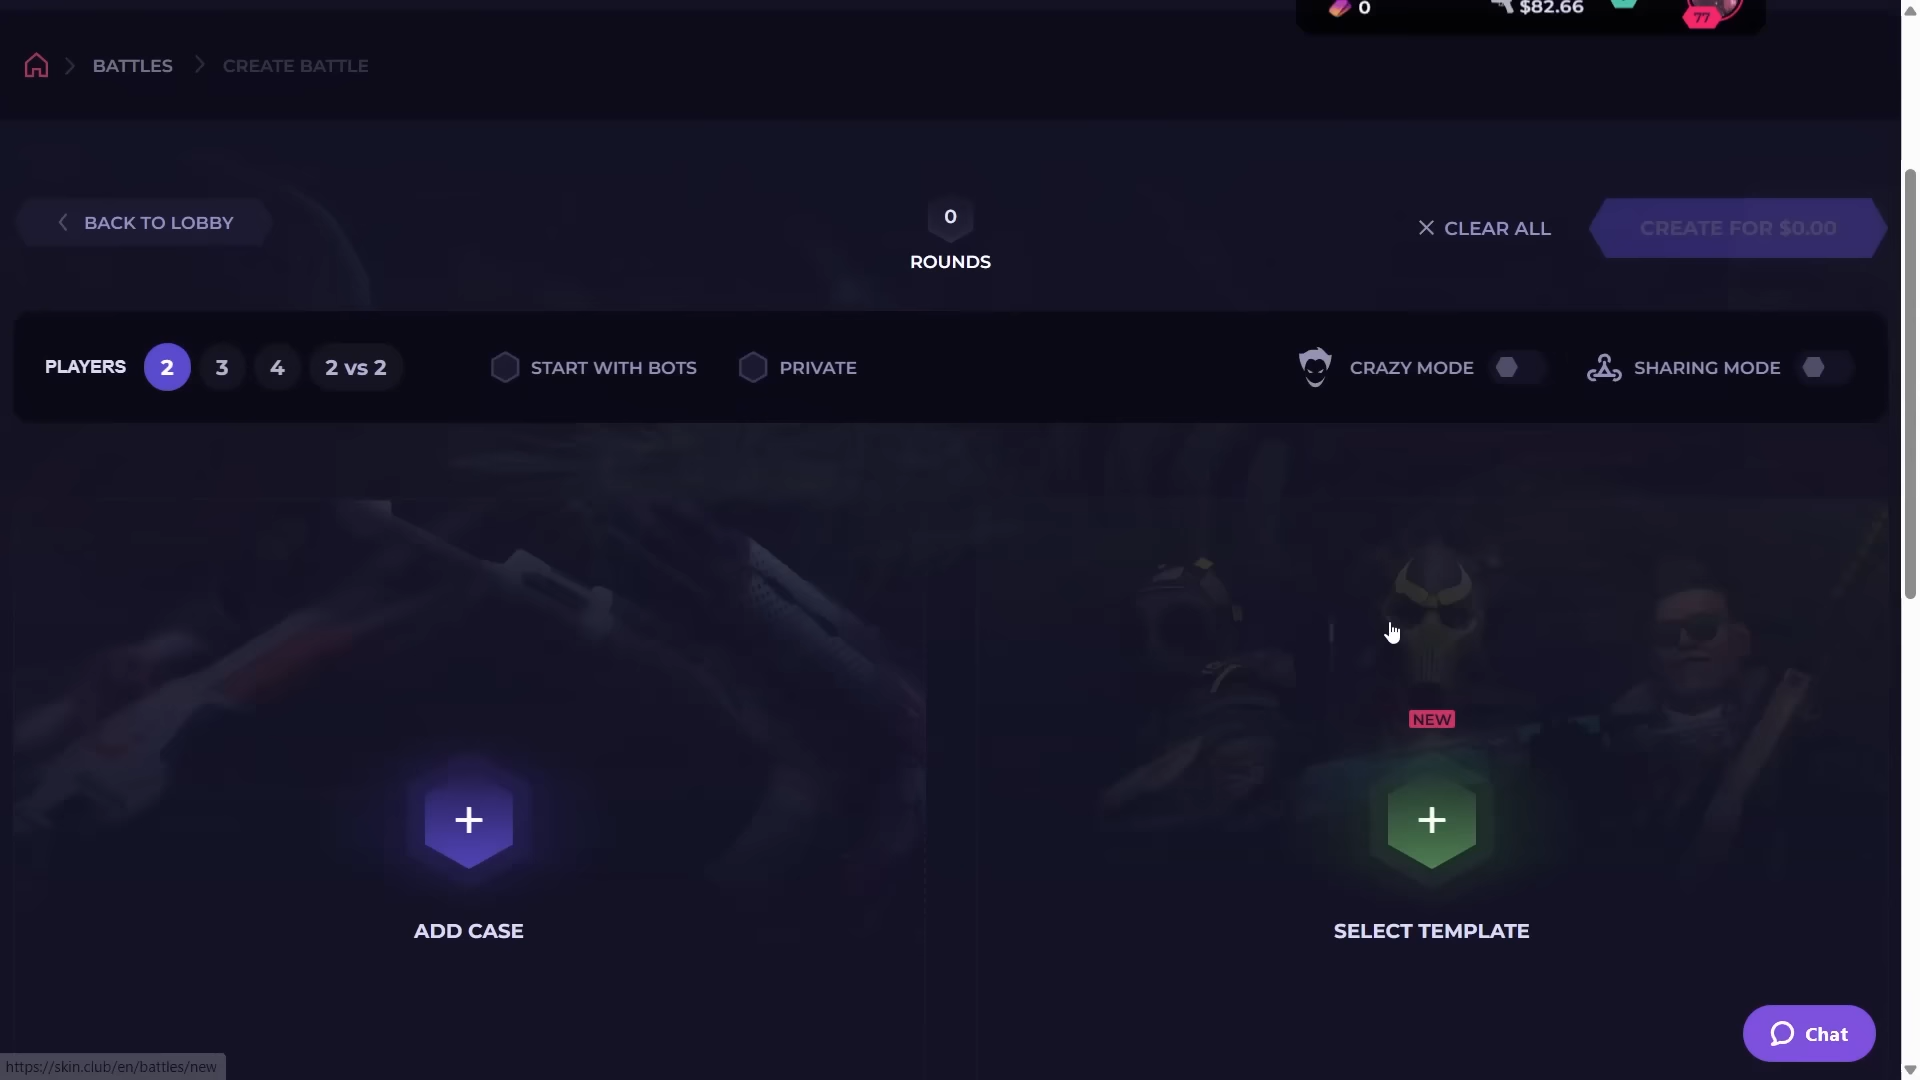 0
$82.66
77
BATTLES
CREATE BATTLE
BACK TO LOBBY
0
ROUNDS
CLEAR ALL
CREATE FOR $0.00
PLAYERS
2
3
4
2 vs 2
START WITH BOTS
PRIVATE
CRAZY MODE
SHARING MODE
NEW
ADD CASE
SELECT TEMPLATE
Chat
https://skin.club/en/battles/new